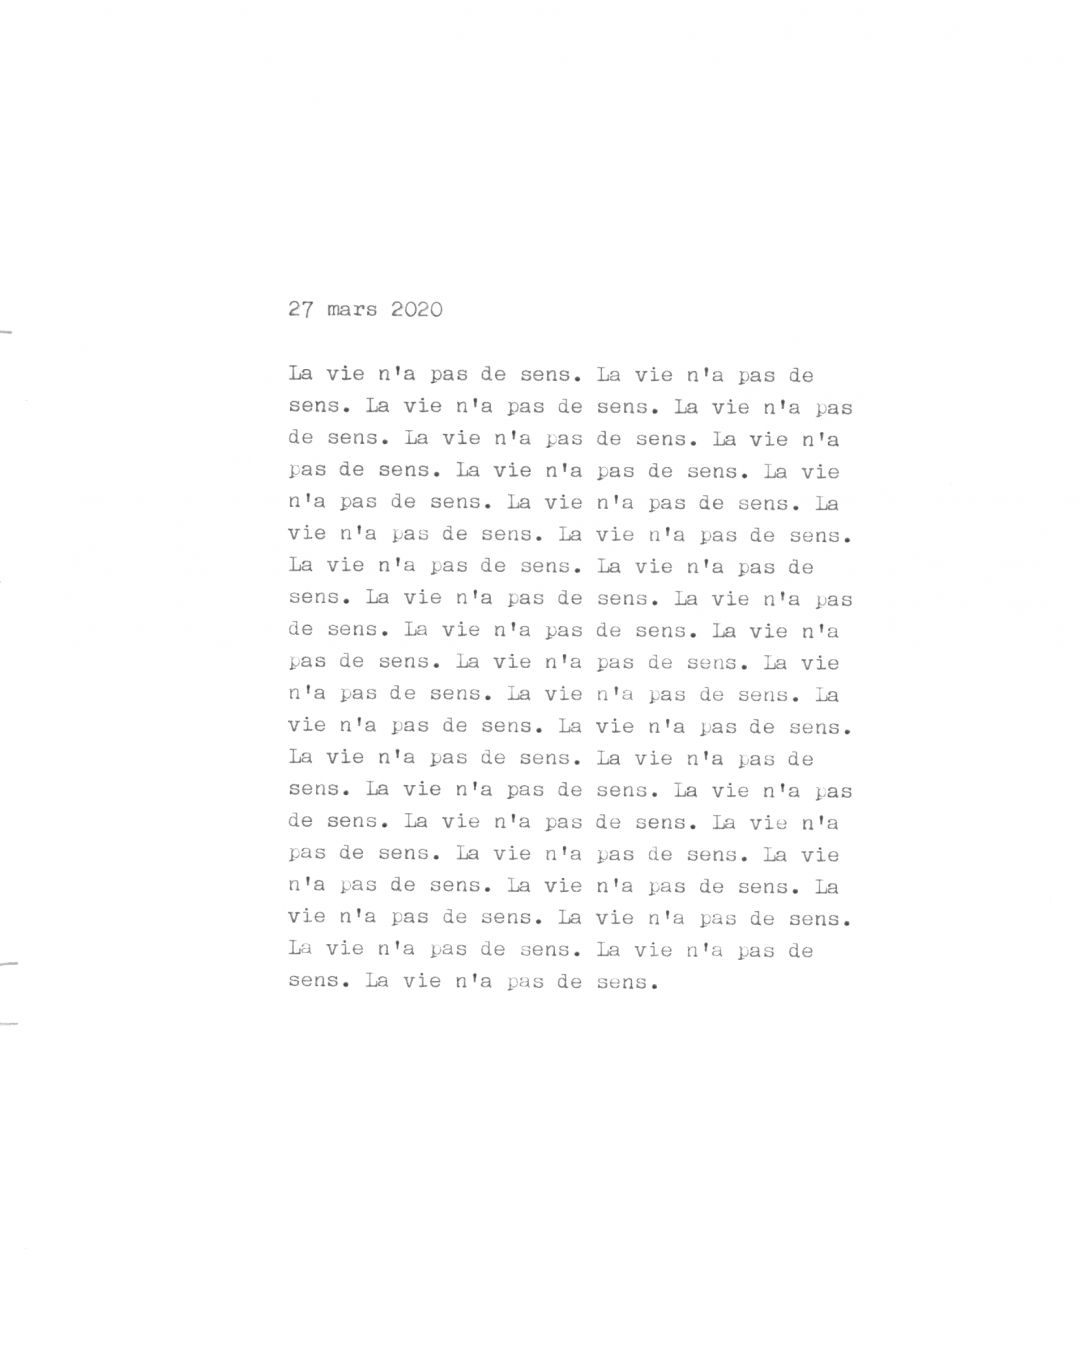 27 mars 2020
La vie n'a pas de sens. La vie n'a pas de
sens. La vie n'a pas de sens. La vie n'a pas
de sens. La vie n'a pas de sens. La vie n'a
pas de sens. La vie n'a pas de sens. La vie
n'a pas de sens. La vie n'a pas de sens. La
vie n'a pas de sens. La vie n'a pas de sens.
La vie n'a pas de sens. La vie n'a pas de
sens. La vie n'a pas de sens. La vie n'a pas
de sens. La vie n'a pas de sens. La vie n'a
pas de sens. La vie n'a pas de sens. La vie
n'a pas de sens. La vie n'a pas de sens. La
vie n'a pas de sens. La vie n'a pas de sens.
La vie n'a pas de sens. La vie n'a pas de
sens. La vie n'a pas de sens. La vie n'a pas
de sens. La vie n'a pas de sens. La vie n'a
pas de sens. La vie n'a pas de sens. La vie
n'a pas de sens. La vie n'a pas de sens. La
vie n'a pas de sens. La vie n'a pas de sens.
La vie n'a pas de sens. La vie n'a pas de
sens. La vie n'a pas de sens.